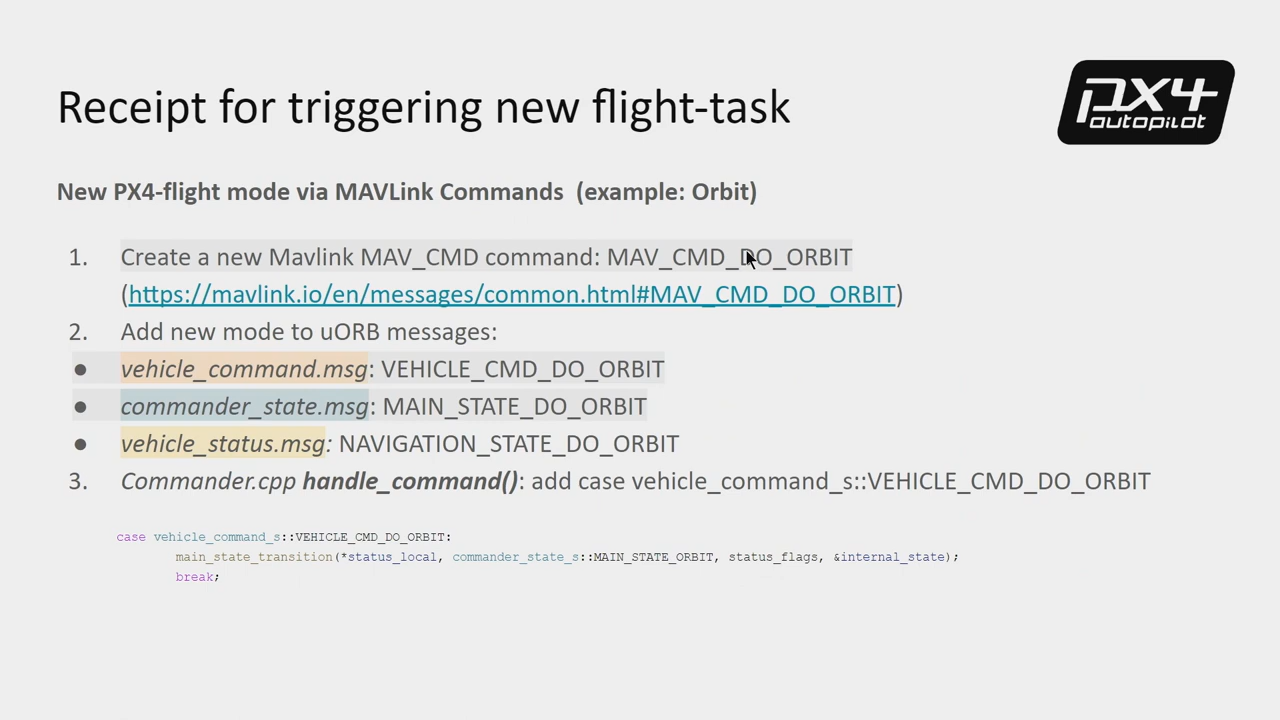 Receipt for triggering new flight-task
px4
autopilot
New PX4-flight mode via MAVLink Commands  (example: Orbit)
1. Create a new Mavlink MAV_CMD command: MAV_CMD_DO_ORBIT
(https://mavlink.io/en/messages/common.html#MAV_CMD_DO_ORBIT)
2. Add new mode to uORB messages:
● vehicle_command.msg: VEHICLE_CMD_DO_ORBIT
● commander_state.msg: MAIN_STATE_DO_ORBIT
● vehicle_status.msg: NAVIGATION_STATE_DO_ORBIT
3. Commander.cpp handle_command(): add case vehicle_command_s::VEHICLE_CMD_DO_ORBIT
case vehicle_command_s::VEHICLE_CMD_DO_ORBIT:
main_state_transition(*status_local, commander_state_s::MAIN_STATE_ORBIT, status_flags, &internal_state);
break;